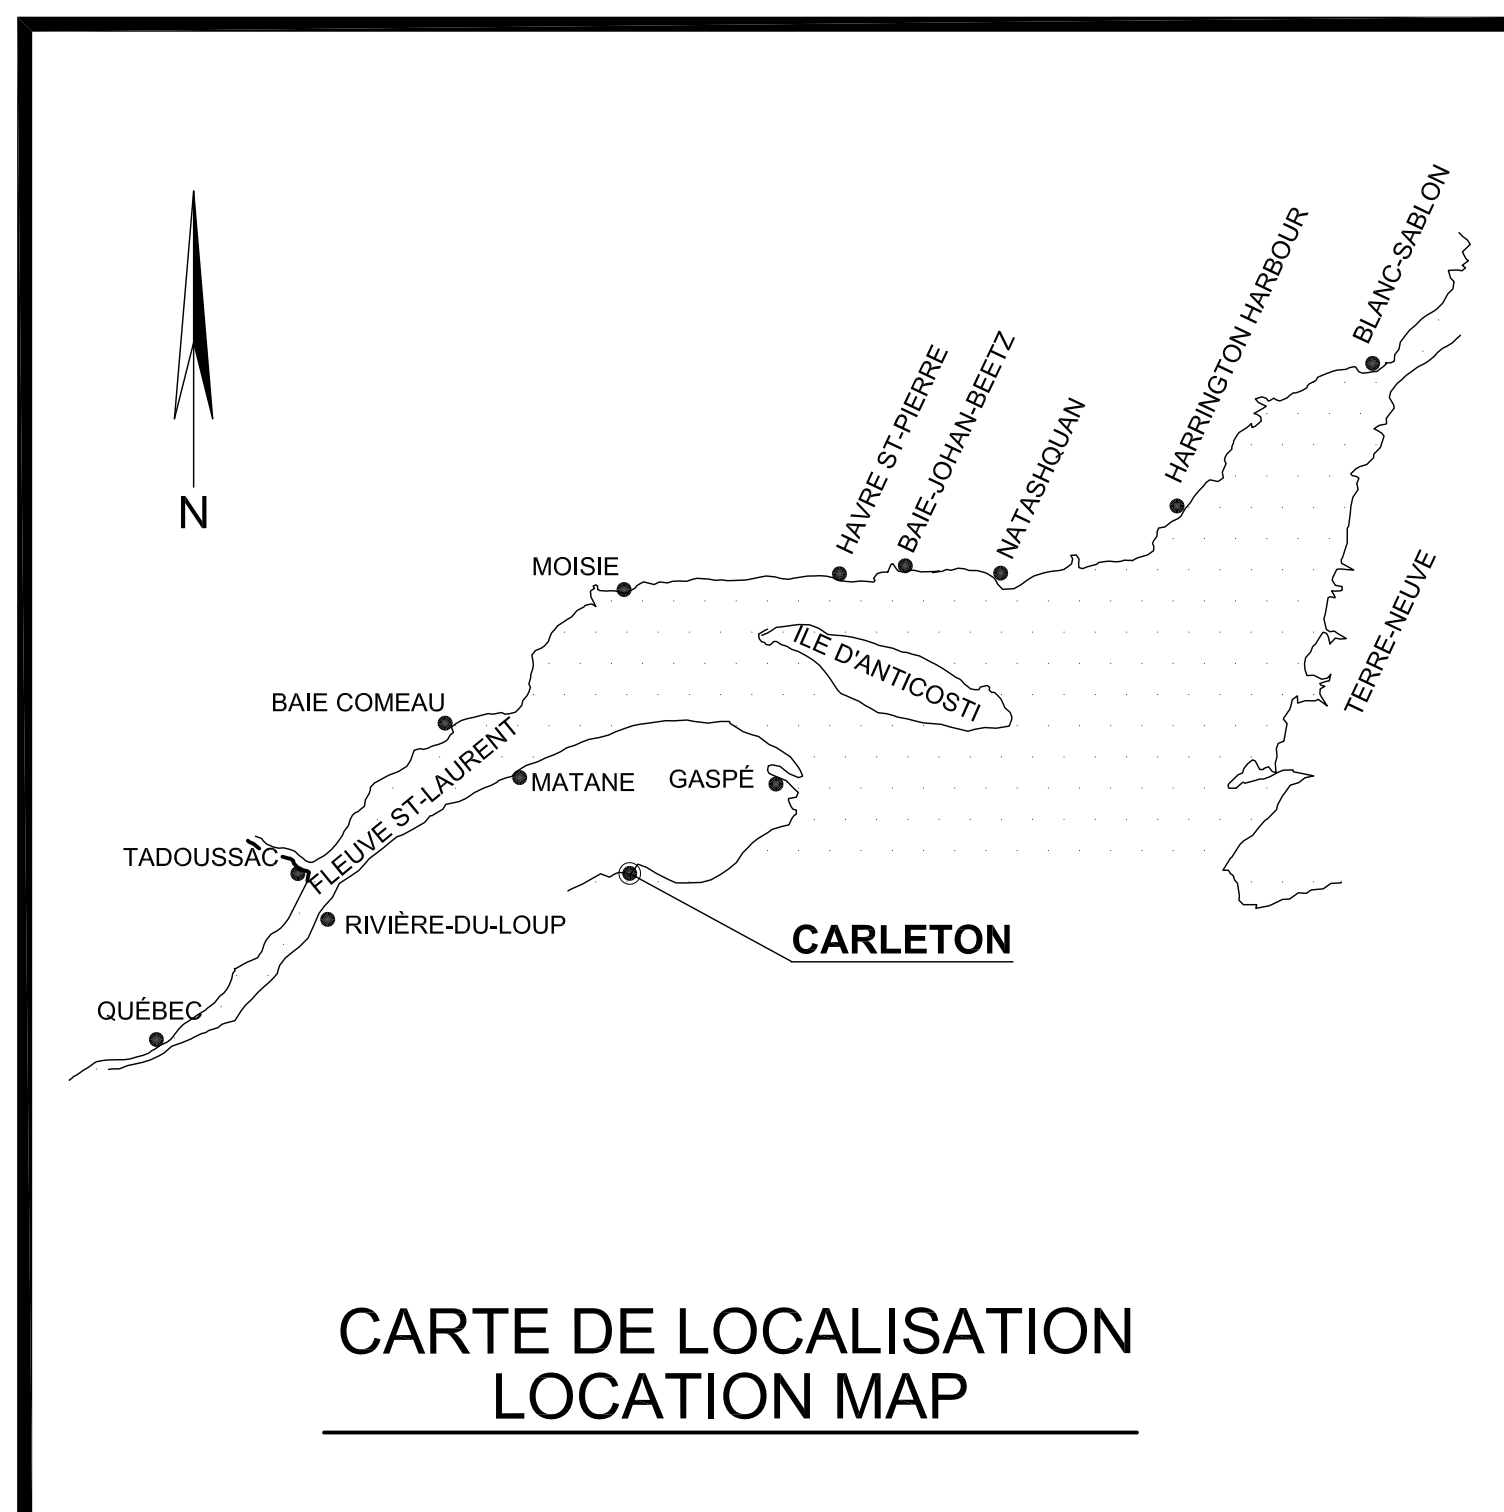 BLANC-SABLON
HARRINGTON HARBOUR
HAVRE ST-PIERRE
BAIE-JOHAN-BEETZ
NATASHQUAN
N
MOISIE
TERRE-NEUVE
ILE D'ANTICOSTI
BAIE COMEAU
FLEUVE ST-LAURENT
MATANE
GASPÉ
TADOUSSAC
RIVIÈRE-DU-LOUP
CARLETON
QUÉBEC
CARTE DE LOCALISATION
LOCATION MAP